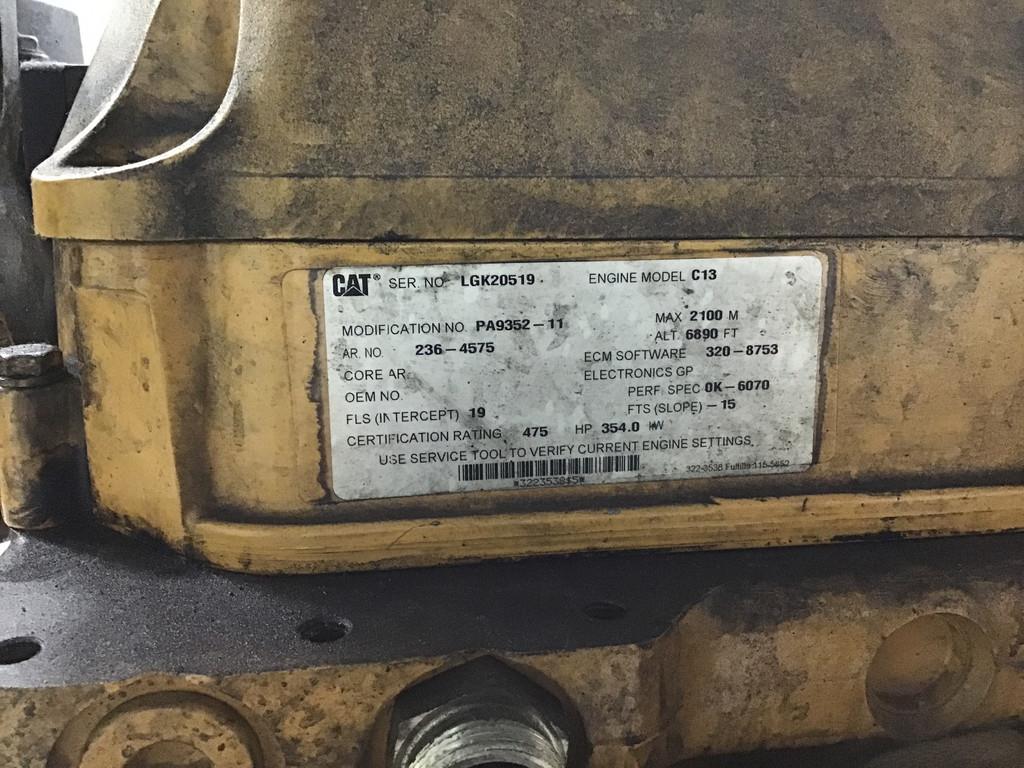 CAT® SER. NO. LGK20519 ENGINE MODEL C13
MODIFICATION NO. PA9352-11 MAX 2100 M
ALT. 6890 FT
AR. NO. 236-4575 ECM SOFTWARE 320-8753
CORE AR. ELECTRONICS GP
OEM NO. PERF. SPEC 0K-6070
FLS (INTERCEPT) 19 FTS (SLOPE) -15
CERTIFICATION RATING 475 HP 354.0 kW
USE SERVICE TOOL TO VERIFY CURRENT ENGINE SETTINGS.
322-3538